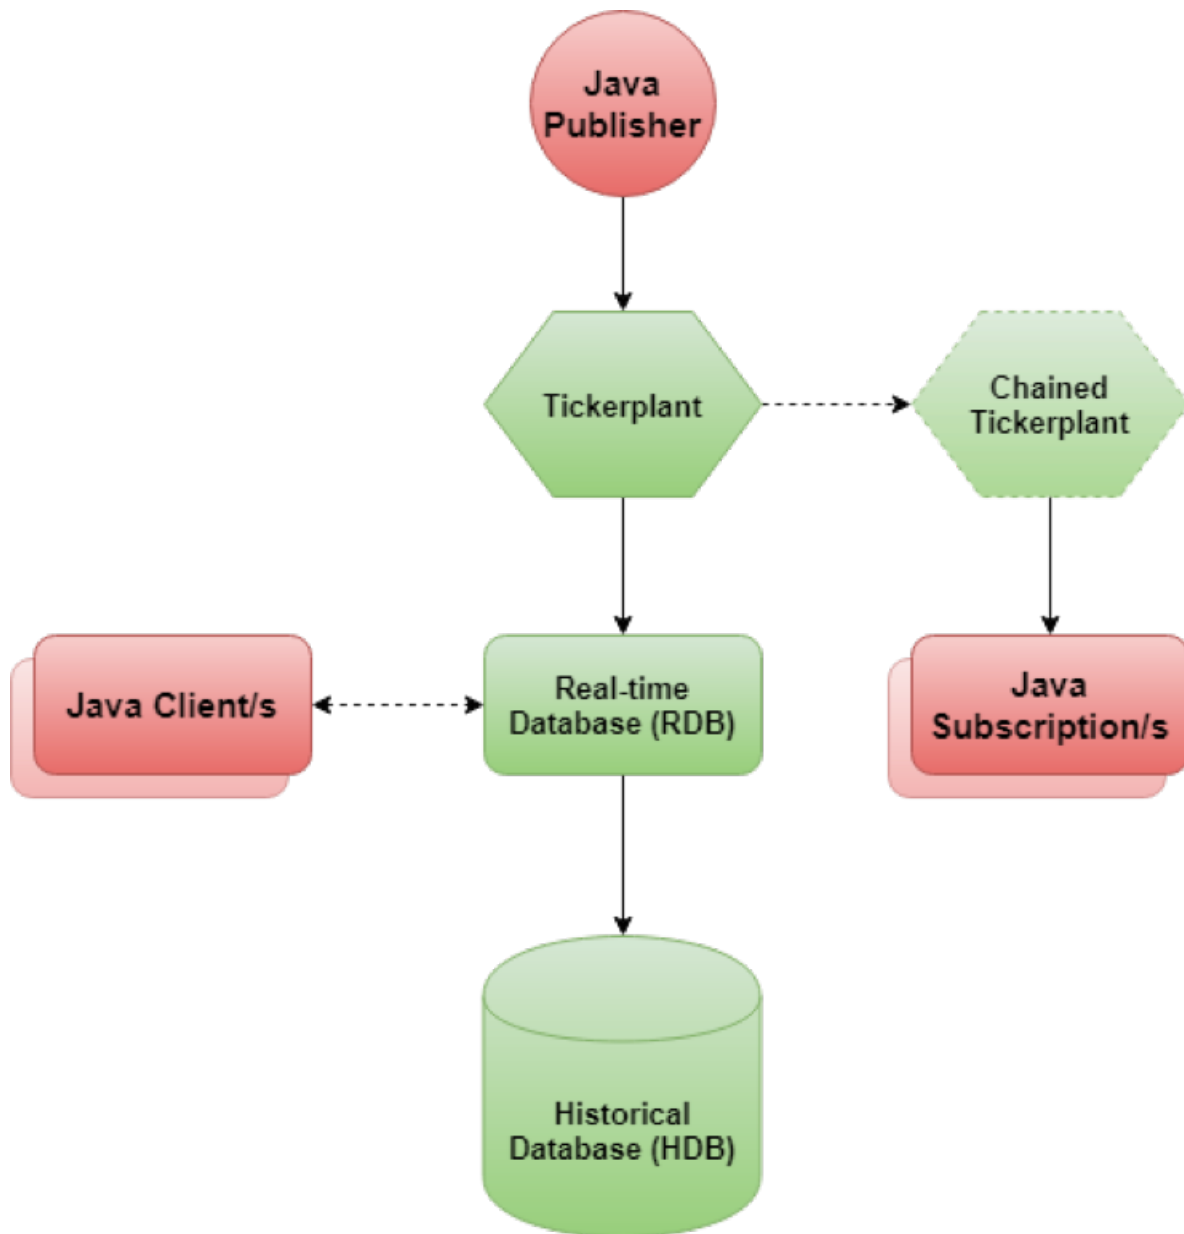 Java
Publisher
Tickerplant
Chained
Tickerplant
Java Client/s
Real-time
Database (RDB)
Java
Subscription/s
Historical
Database (HDB)